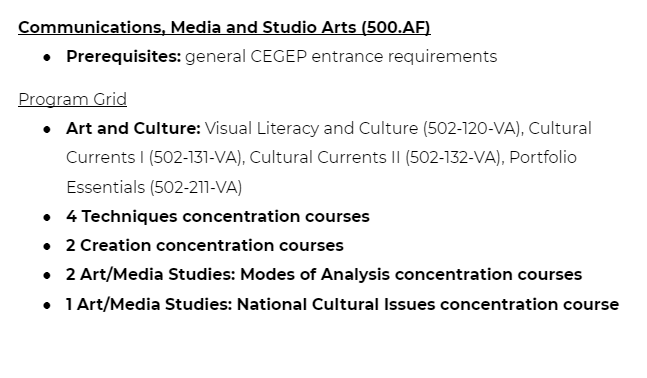 Communications, Media and Studio Arts (500.AF)
● Prerequisites: general CEGEP entrance requirements
Program Grid
● Art and Culture: Visual Literacy and Culture (502-120-VA), Cultural
Currents I (502-131-VA), Cultural Currents II (502-132-VA), Portfolio
Essentials (502-211-VA)
● 4 Techniques concentration courses
● 2 Creation concentration courses
● 2 Art/Media Studies: Modes of Analysis concentration courses
● 1 Art/Media Studies: National Cultural Issues concentration course